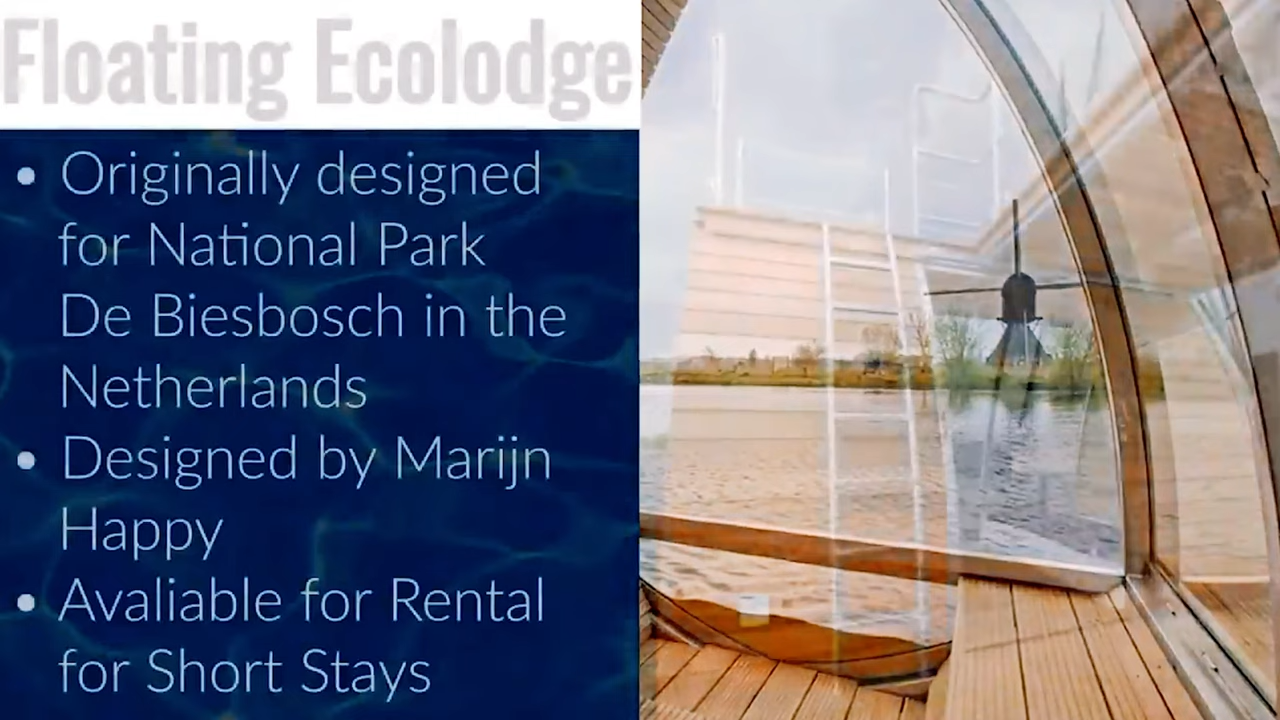 Floating Ecolodge
• Originally designed
for National Park
De Biesbosch in the
Netherlands
• Designed by Marijn
Happy
• Avaliable for Rental
for Short Stays